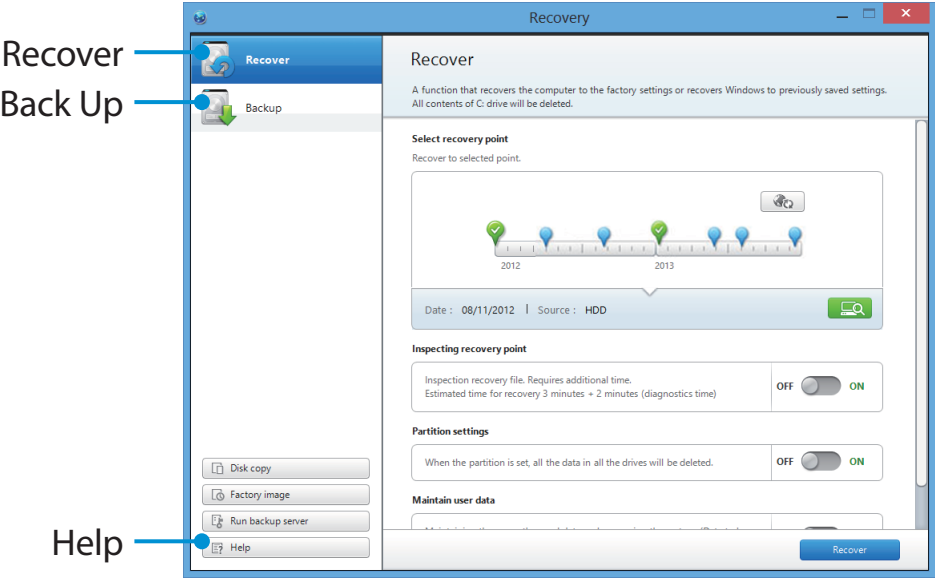 Recovery
Recover
Recover
Back Up
Backup
Help
Disk copy
Factory image
Run backup server
Help
Recover
A function that recovers the computer to the factory settings or recovers Windows to previously saved settings.
All contents of C: drive will be deleted.
Select recovery point
Recover to selected point.
2012 2013
Date : 08/11/2012 | Source : HDD
Inspecting recovery point
Inspection recovery file. Requires additional time.
Estimated time for recovery 3 minutes + 2 minutes (diagnostics time)
OFF ON
Partition settings
When the partition is set, all the data in all the drives will be deleted.
OFF ON
Maintain user data
Recover